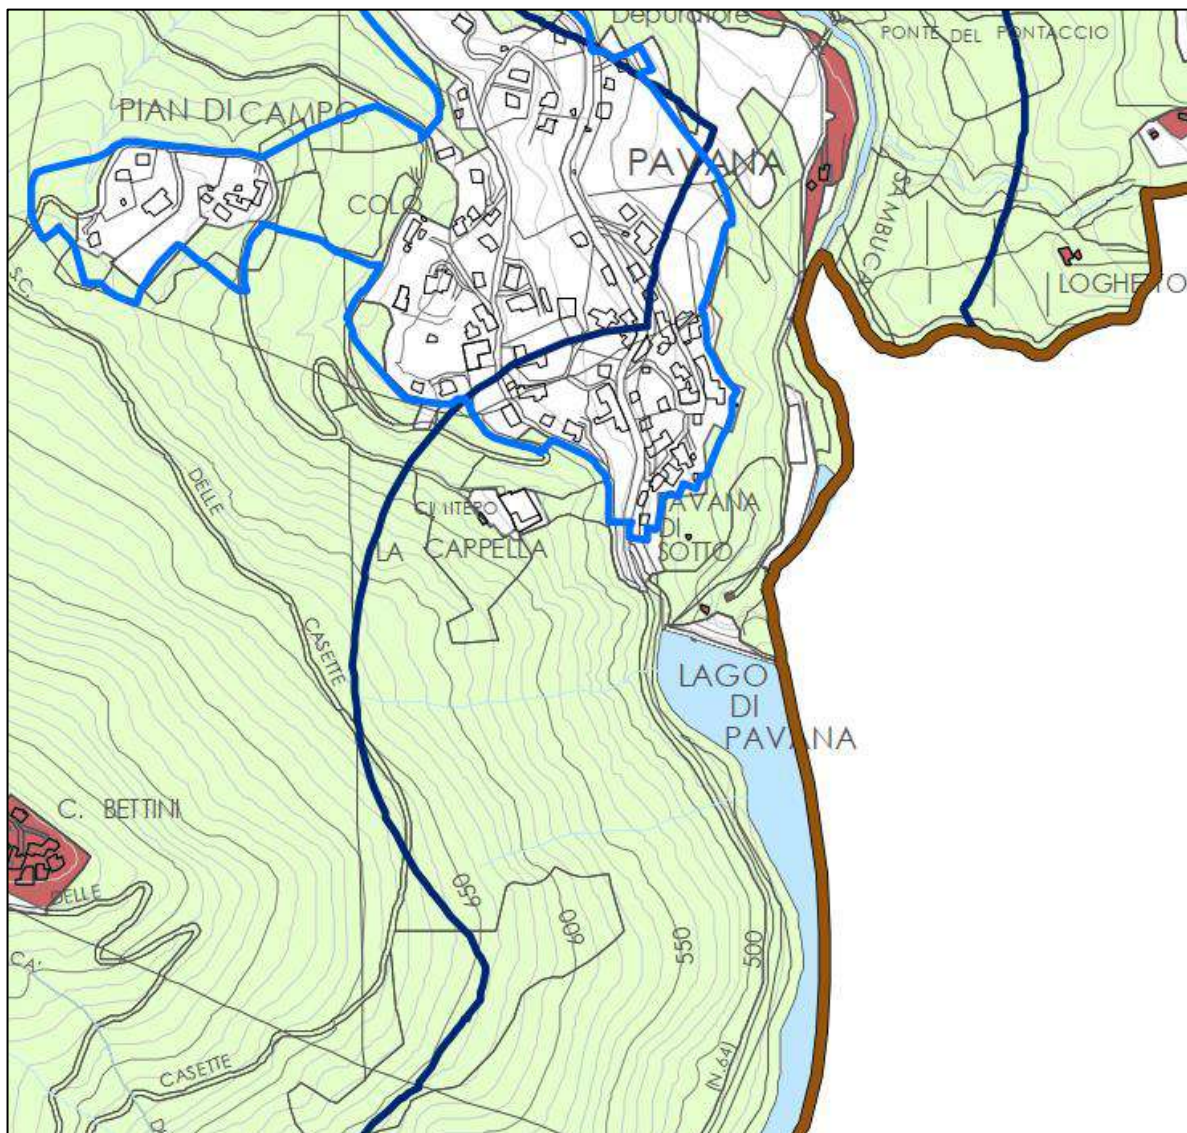 Depuratore
PONTE DEL PONTACCIO
PIAN DI CAMPO
PAVANA
SAMBUCA
COLO
S.C.
LOGHETTO
DELLE
CIMITERO
LA CAPPELLA
PAVANA
DI
SOTTO
CASETTE
LAGO
DI
PAVANA
C. BETTINI
DELLE
650
600
550
500
CA'
(N.64)
CASETTE